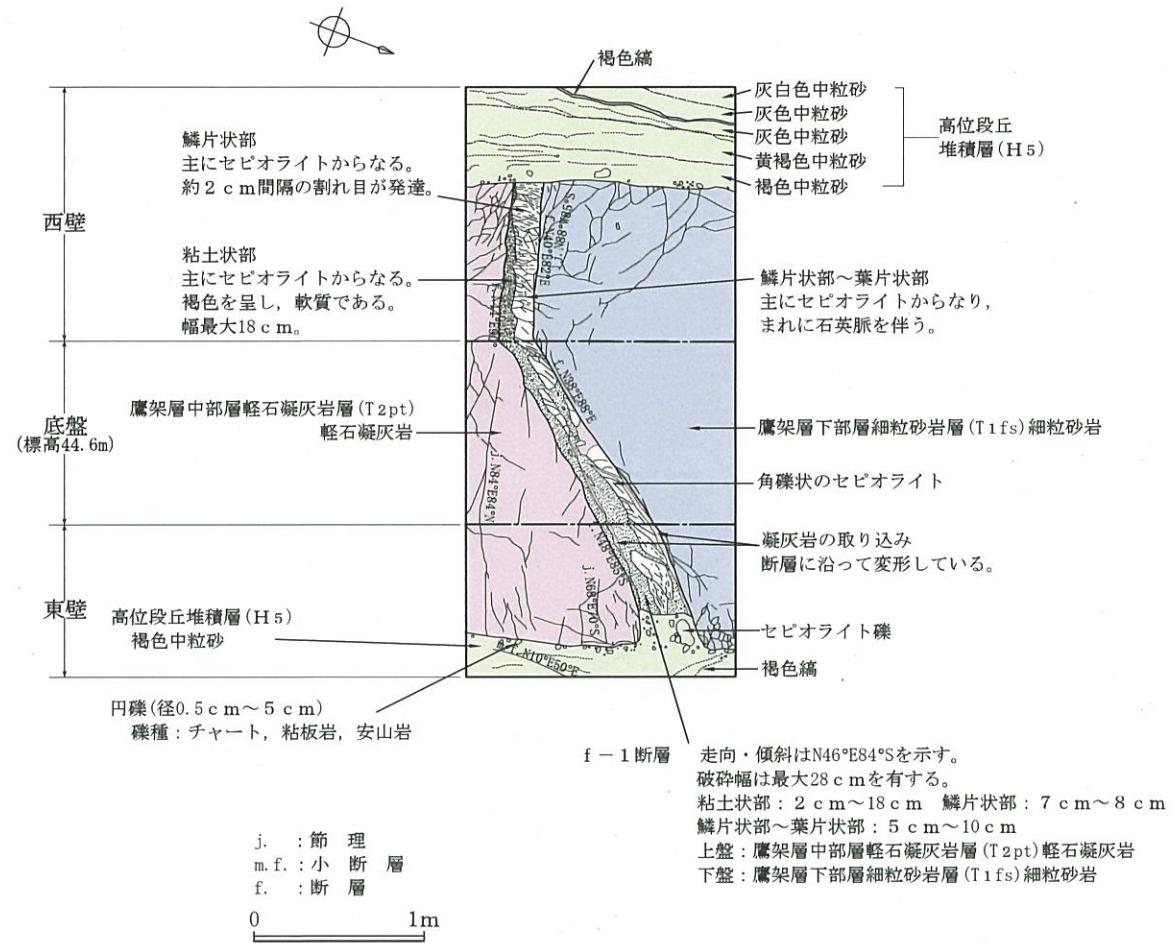 褐色縞
灰白色中粒砂
灰色中粒砂
灰色中粒砂
黄褐色中粒砂
褐色中粒砂
高位段丘
堆積層(H5)
鱗片状部
主にセピオライトからなる。
約2cm間隔の割れ目が発達。
西壁
粘土状部
主にセピオライトからなる。
褐色を呈し,軟質である。
幅最大18cm。
f.N40°E82°E
鱗片状部~葉片状部
主にセピオライトからなり,
まれに石英脈を伴う。
f.N38°E88°E
鷹架層中部層軽石凝灰岩層(T2pt)
軽石凝灰岩
底盤
(標高44.6m)
鷹架層下部層細粒砂岩層(T1fs)細粒砂岩
j.N84°E84°N
角礫状のセピオライト
凝灰岩の取り込み
断層に沿って変形している。
f.N48°E85°S
j.N68°E70°S
東壁
高位段丘堆積層(H5)
褐色中粒砂
セピオライト礫
m.f.N10°E50°E
褐色縞
円礫(径0.5cm~5cm)
礫種:チャート,粘板岩,安山岩
f-1断層 走向・傾斜はN46°E84°Sを示す。
破砕幅は最大28cmを有する。
粘土状部:2cm~18cm 鱗片状部:7cm~8cm
鱗片状部~葉片状部:5cm~10cm
上盤:鷹架層中部層軽石凝灰岩層(T2pt)軽石凝灰岩
下盤:鷹架層下部層細粒砂岩層(T1fs)細粒砂岩
j. :節 理
m.f.:小 断 層
f. :断 層
0 1m